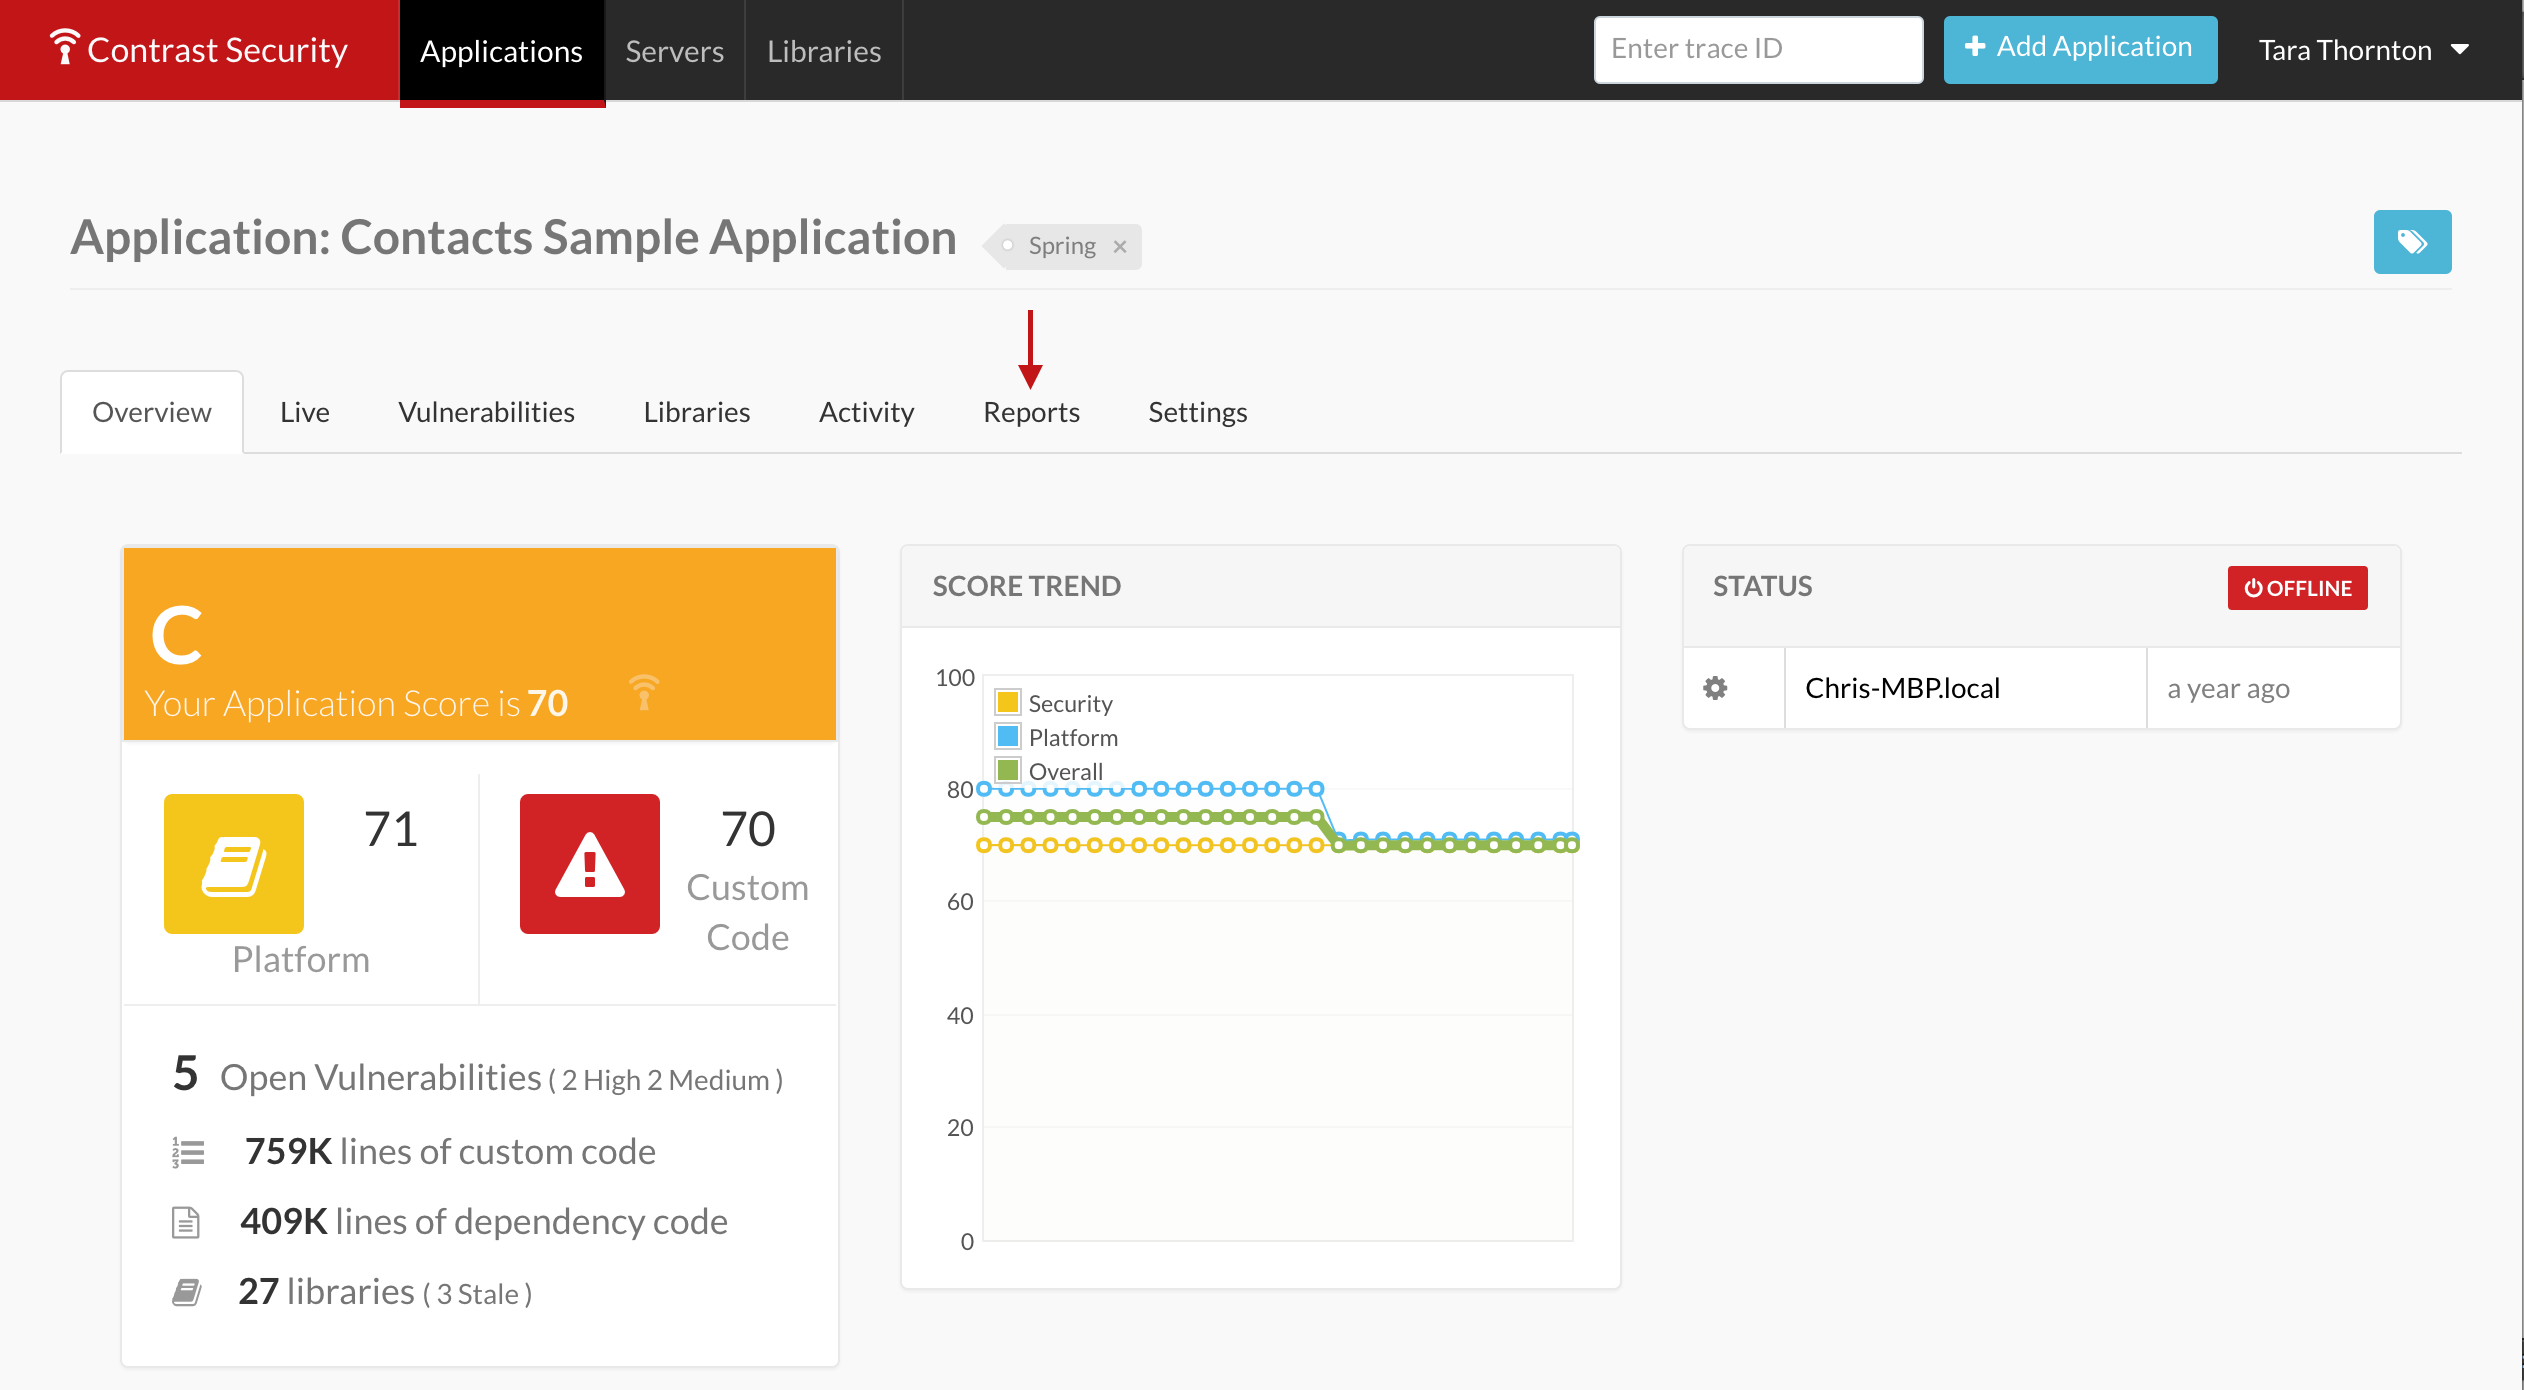 Contrast Security
Applications
Servers
Libraries
Enter trace ID
Add Application
Tara Thornton
Application: Contacts Sample Application
Spring ×
Overview
Live
Vulnerabilities
Libraries
Activity
Reports
Settings
C
Your Application Score is 70
71
Platform
70
Custom
Code
5 Open Vulnerabilities ( 2 High 2 Medium )
759K lines of custom code
409K lines of dependency code
27 libraries ( 3 Stale )
SCORE TREND
100
80
60
40
20
0
Security
Platform
Overall
STATUS
OFFLINE
Chris-MBP.local
a year ago